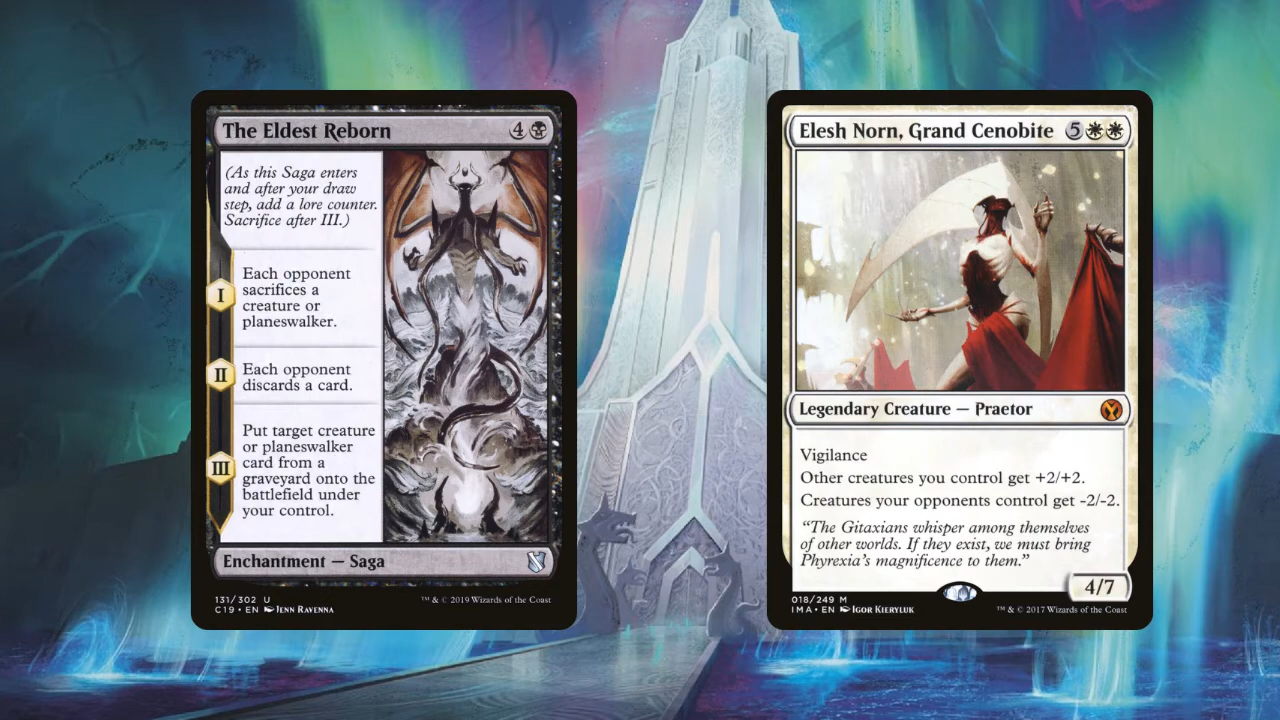 The Eldest Reborn 4
(As this Saga enters
and after your draw
step, add a lore counter.
Sacrifice after III.)
I
Each opponent
sacrifices a
creature or
planeswalker.
II
Each opponent
discards a card.
III
Put target creature
or planeswalker
card from a
graveyard onto the
battlefield under
your control.
Enchantment — Saga
131/302 U
C19 • EN Jenn Ravenna
™ & © 2019 Wizards of the Coast
Elesh Norn, Grand Cenobite 5
Legendary Creature — Praetor
Vigilance
Other creatures you control get +2/+2.
Creatures your opponents control get -2/-2.
“The Gitaxians whisper among themselves
of other worlds. If they exist, we must bring
Phyrexia’s magnificence to them.”
4/7
018/249 M
IMA • EN Igor Kieryluk
™ & © 2017 Wizards of the Coast